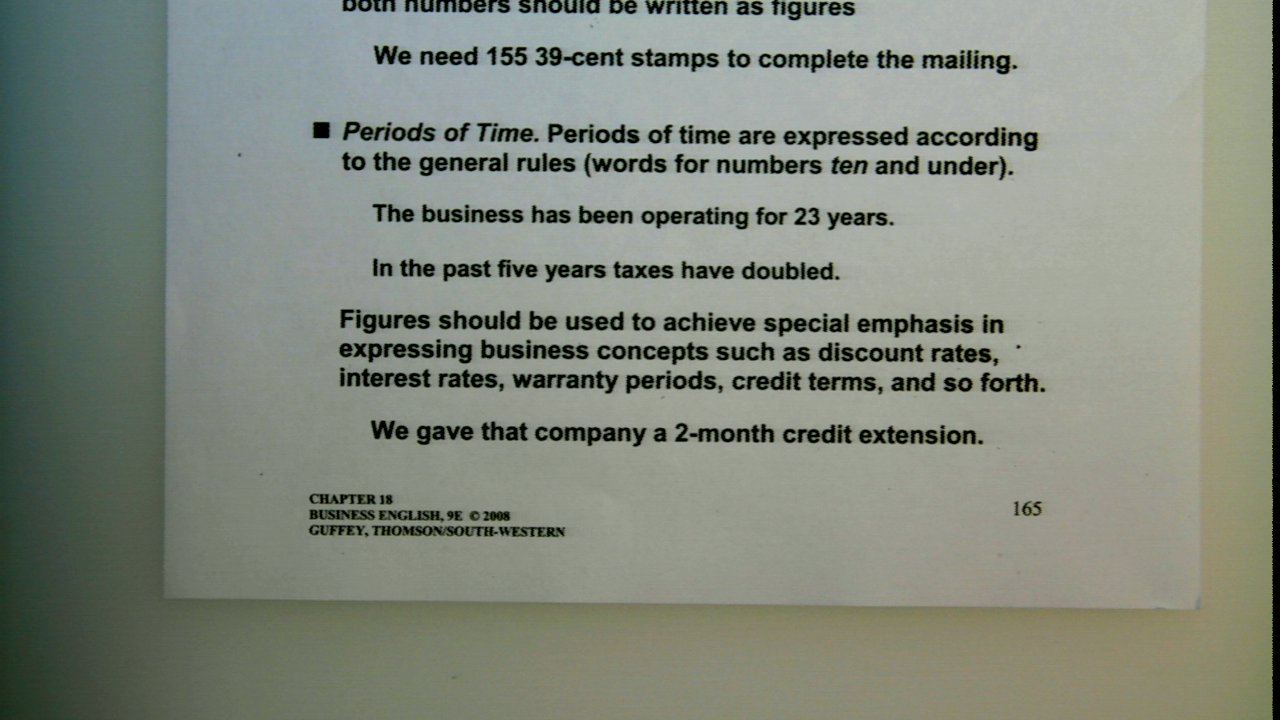 both numbers should be written as figures
We need 155 39-cent stamps to complete the mailing.
■ Periods of Time. Periods of time are expressed according
to the general rules (words for numbers ten and under).
The business has been operating for 23 years.
In the past five years taxes have doubled.
Figures should be used to achieve special emphasis in
expressing business concepts such as discount rates,
interest rates, warranty periods, credit terms, and so forth.
We gave that company a 2-month credit extension.
CHAPTER 18
BUSINESS ENGLISH, 9E © 2008
GUFFEY, THOMSON/SOUTH-WESTERN
165